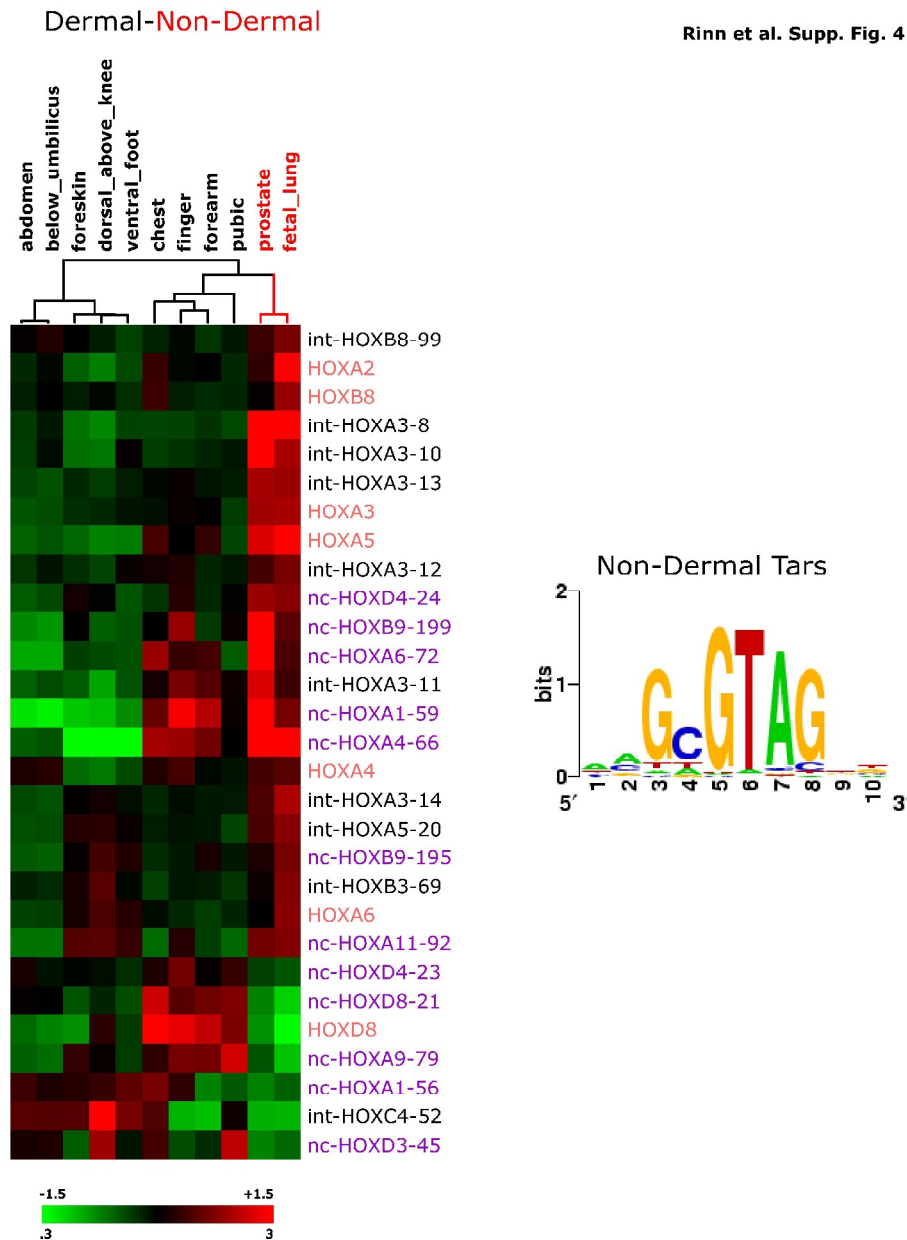 Dermal-Non-Dermal
Rinn et al. Supp. Fig. 4
abdomen
below_umbilicus
foreskin
dorsal_above_knee
ventral_foot
chest
finger
forearm
pubic
prostate
fetal_lung
int-HOXB8-99
HOXA2
HOXB8
int-HOXA3-8
int-HOXA3-10
int-HOXA3-13
HOXA3
HOXA5
int-HOXA3-12
nc-HOXD4-24
nc-HOXB9-199
nc-HOXA6-72
int-HOXA3-11
nc-HOXA1-59
nc-HOXA4-66
HOXA4
int-HOXA3-14
int-HOXA5-20
nc-HOXB9-195
int-HOXB3-69
HOXA6
nc-HOXA11-92
nc-HOXD4-23
nc-HOXD8-21
HOXD8
nc-HOXA9-79
nc-HOXA1-56
int-HOXC4-52
nc-HOXD3-45
-1.5 +1.5
.3 3
Non-Dermal Tars
2
1
0
bits
GCGTAG
5′ 1 2 3 4 5 6 7 8 9 10 3′